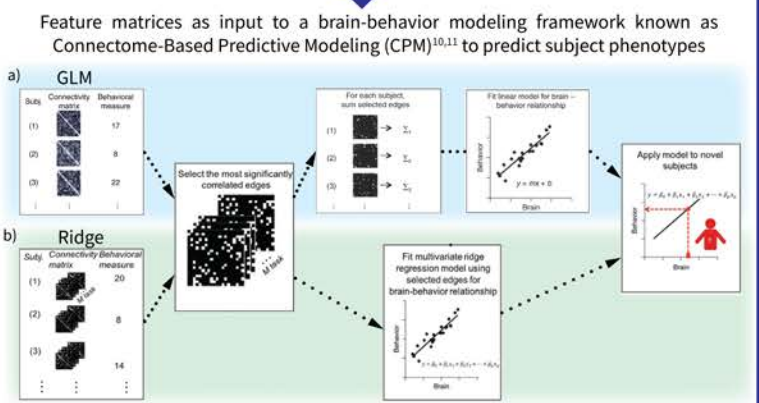 Feature matrices as input to a brain-behavior modeling framework known as
Connectome-Based Predictive Modeling (CPM)10,11 to predict subject phenotypes
a)
GLM
Subj.
Connectivity
matrix
Behavioral
measure
(1)
17
(2)
8
(3)
22
Select the most significantly
correlated edges
M task
For each subject,
sum selected edges
(1)
(2)
(3)
Fit linear model for brain –
behavior relationship
Behavior
y = mx + b
Brain
Apply model to novel
subjects
Behavior
Brain
b)
Ridge
Subj.
Connectivity
matrix
Behavioral
measure
(1)
20
M task
(2)
8
(3)
14
Fit multivariate ridge
regression model using
selected edges for
brain-behavior relationship
Behavior
Brain